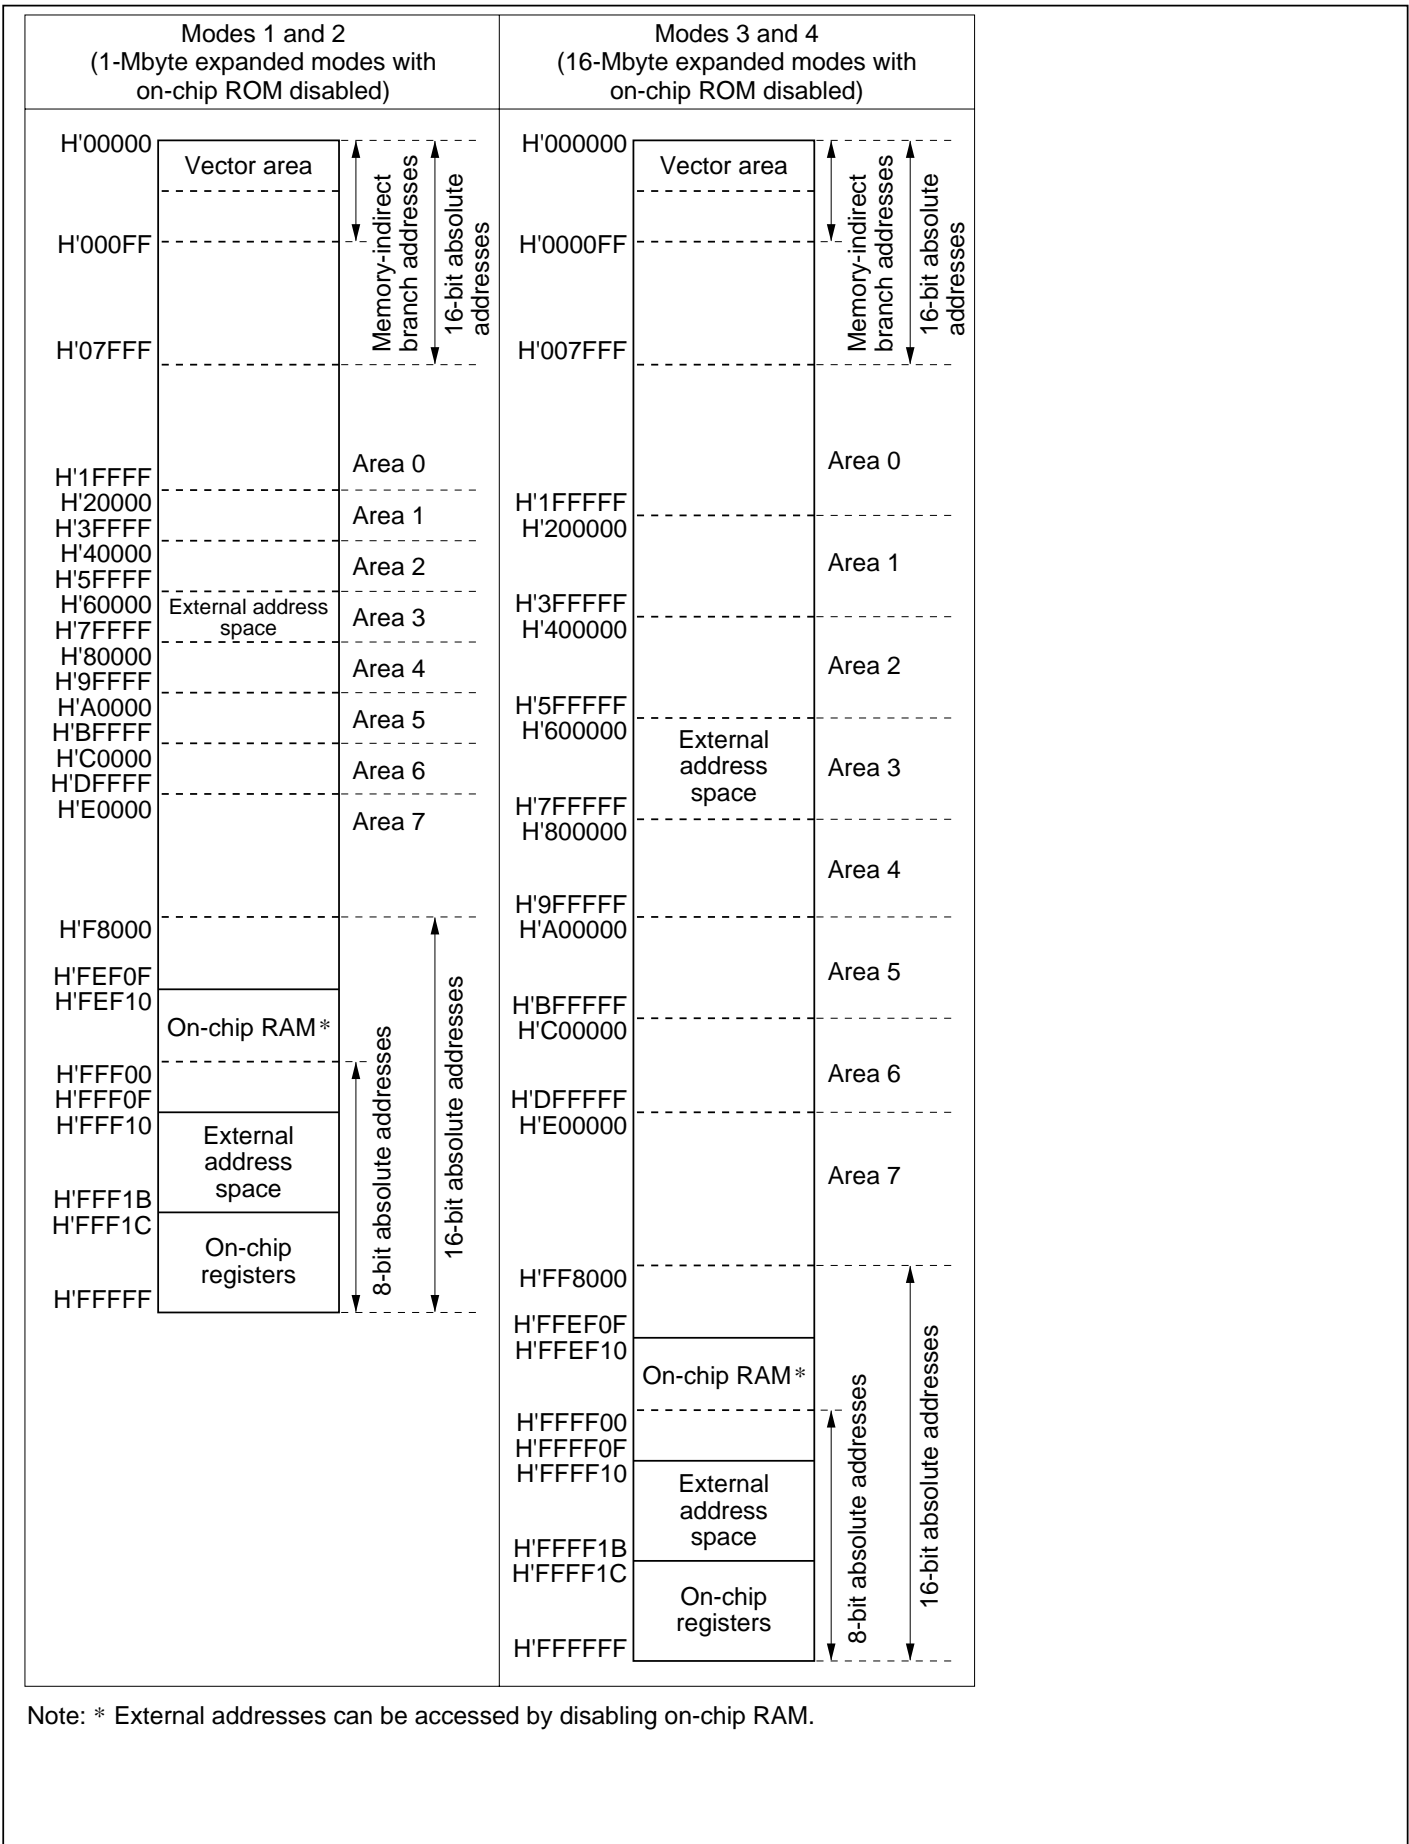 Modes 1 and 2
(1-Mbyte expanded modes with
on-chip ROM disabled)
H'00000
Vector area
H'000FF
H'07FFF
Memory-indirect
branch addresses
16-bit absolute
addresses
H'1FFFF
Area 0
H'20000
H'3FFFF
Area 1
H'40000
H'5FFFF
Area 2
H'60000
H'7FFFF
External address
space
Area 3
H'80000
H'9FFFF
Area 4
H'A0000
H'BFFFF
Area 5
H'C0000
H'DFFFF
Area 6
H'E0000
Area 7
H'F8000
H'FEF0F
H'FEF10
On-chip RAM*
H'FFF00
H'FFF0F
H'FFF10
External
address
space
H'FFF1B
H'FFF1C
On-chip
registers
H'FFFFF
8-bit absolute addresses
16-bit absolute addresses
Modes 3 and 4
(16-Mbyte expanded modes with
on-chip ROM disabled)
H'000000
Vector area
H'0000FF
H'007FFF
Memory-indirect
branch addresses
16-bit absolute
addresses
Area 0
H'1FFFFF
H'200000
Area 1
H'3FFFFF
H'400000
Area 2
H'5FFFFF
H'600000
External
address
space
Area 3
H'7FFFFF
H'800000
Area 4
H'9FFFFF
H'A00000
Area 5
H'BFFFFF
H'C00000
Area 6
H'DFFFFF
H'E00000
Area 7
H'FF8000
H'FFEF0F
H'FFEF10
On-chip RAM*
H'FFFF00
H'FFFF0F
H'FFFF10
External
address
space
H'FFFF1B
H'FFFF1C
On-chip
registers
H'FFFFFF
8-bit absolute addresses
16-bit absolute addresses
Note: * External addresses can be accessed by disabling on-chip RAM.